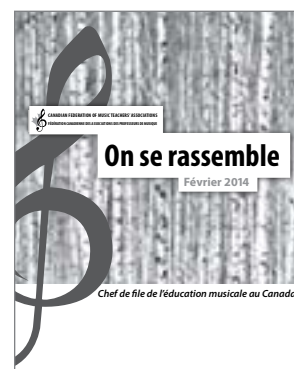 CANADIAN FEDERATION OF MUSIC TEACHERS' ASSOCIATIONS
FÉDÉRATION CANADIENNE DES ASSOCIATIONS DES PROFESSEURS DE MUSIQUE
On se rassemble
Février 2014
Chef de file de l'éducation musicale au Canada